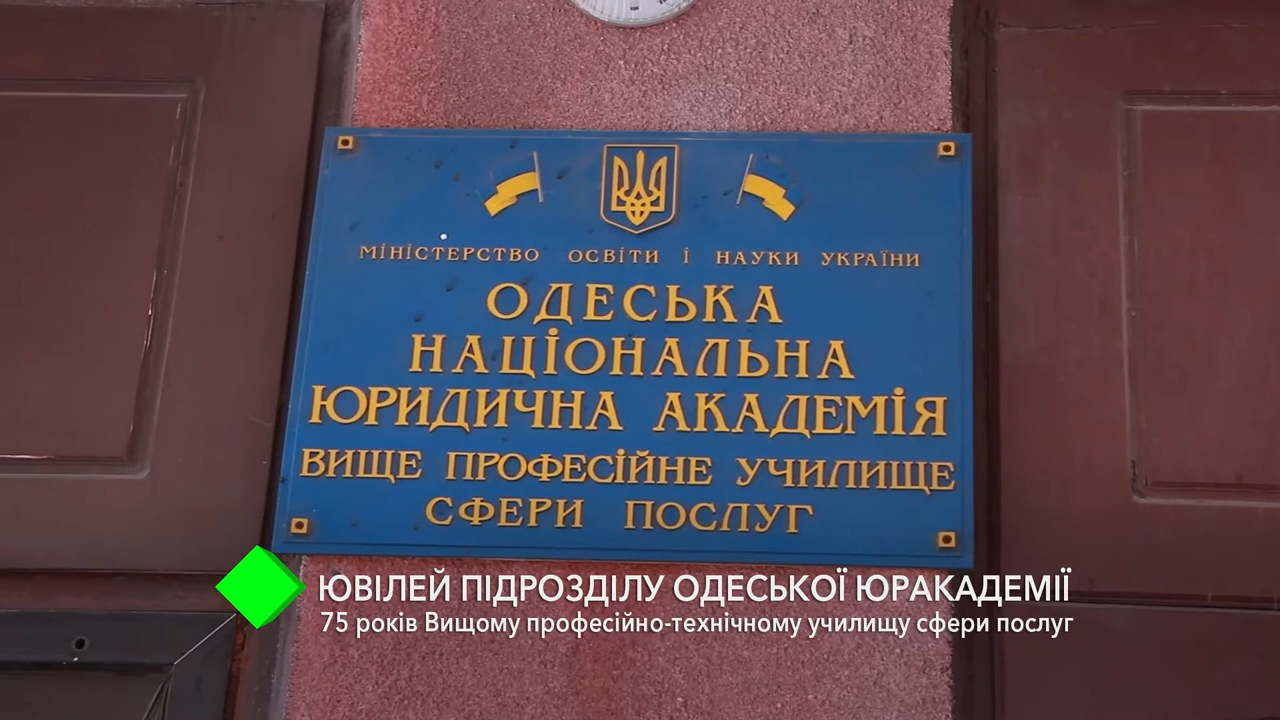 МІНІСТЕРСТВО ОСВІТИ І НАУКИ УКРАЇНИ
ОДЕСЬКА
НАЦІОНАЛЬНА
ЮРИДИЧНА АКАДЕМІЯ
ВИЩЕ ПРОФЕСІЙНЕ УЧИЛИЩЕ
СФЕРИ ПОСЛУГ
ЮВІЛЕЙ ПІДРОЗДІЛУ ОДЕСЬКОЇ ЮРАКАДЕМІЇ
75 років Вищому професійно-технічному училищу сфери послуг